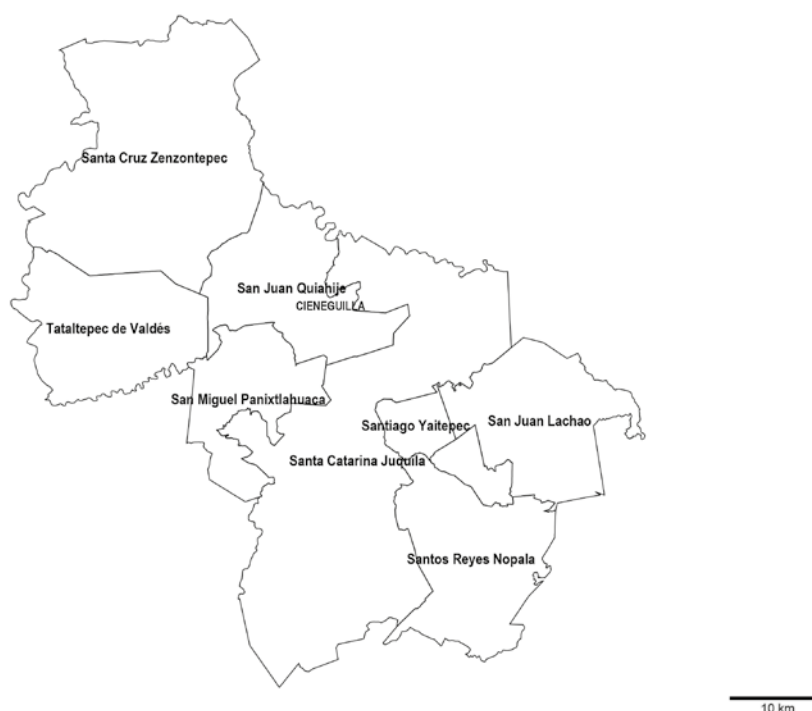 Santa Cruz Zenzontepec
San Juan Quiahije
CIENEGUILLA
Tataltepec de Valdés
San Miguel Panixtlahuaca
Santiago Yaitepec
San Juan Lachao
Santa Catarina Juquila
Santos Reyes Nopala
10 km